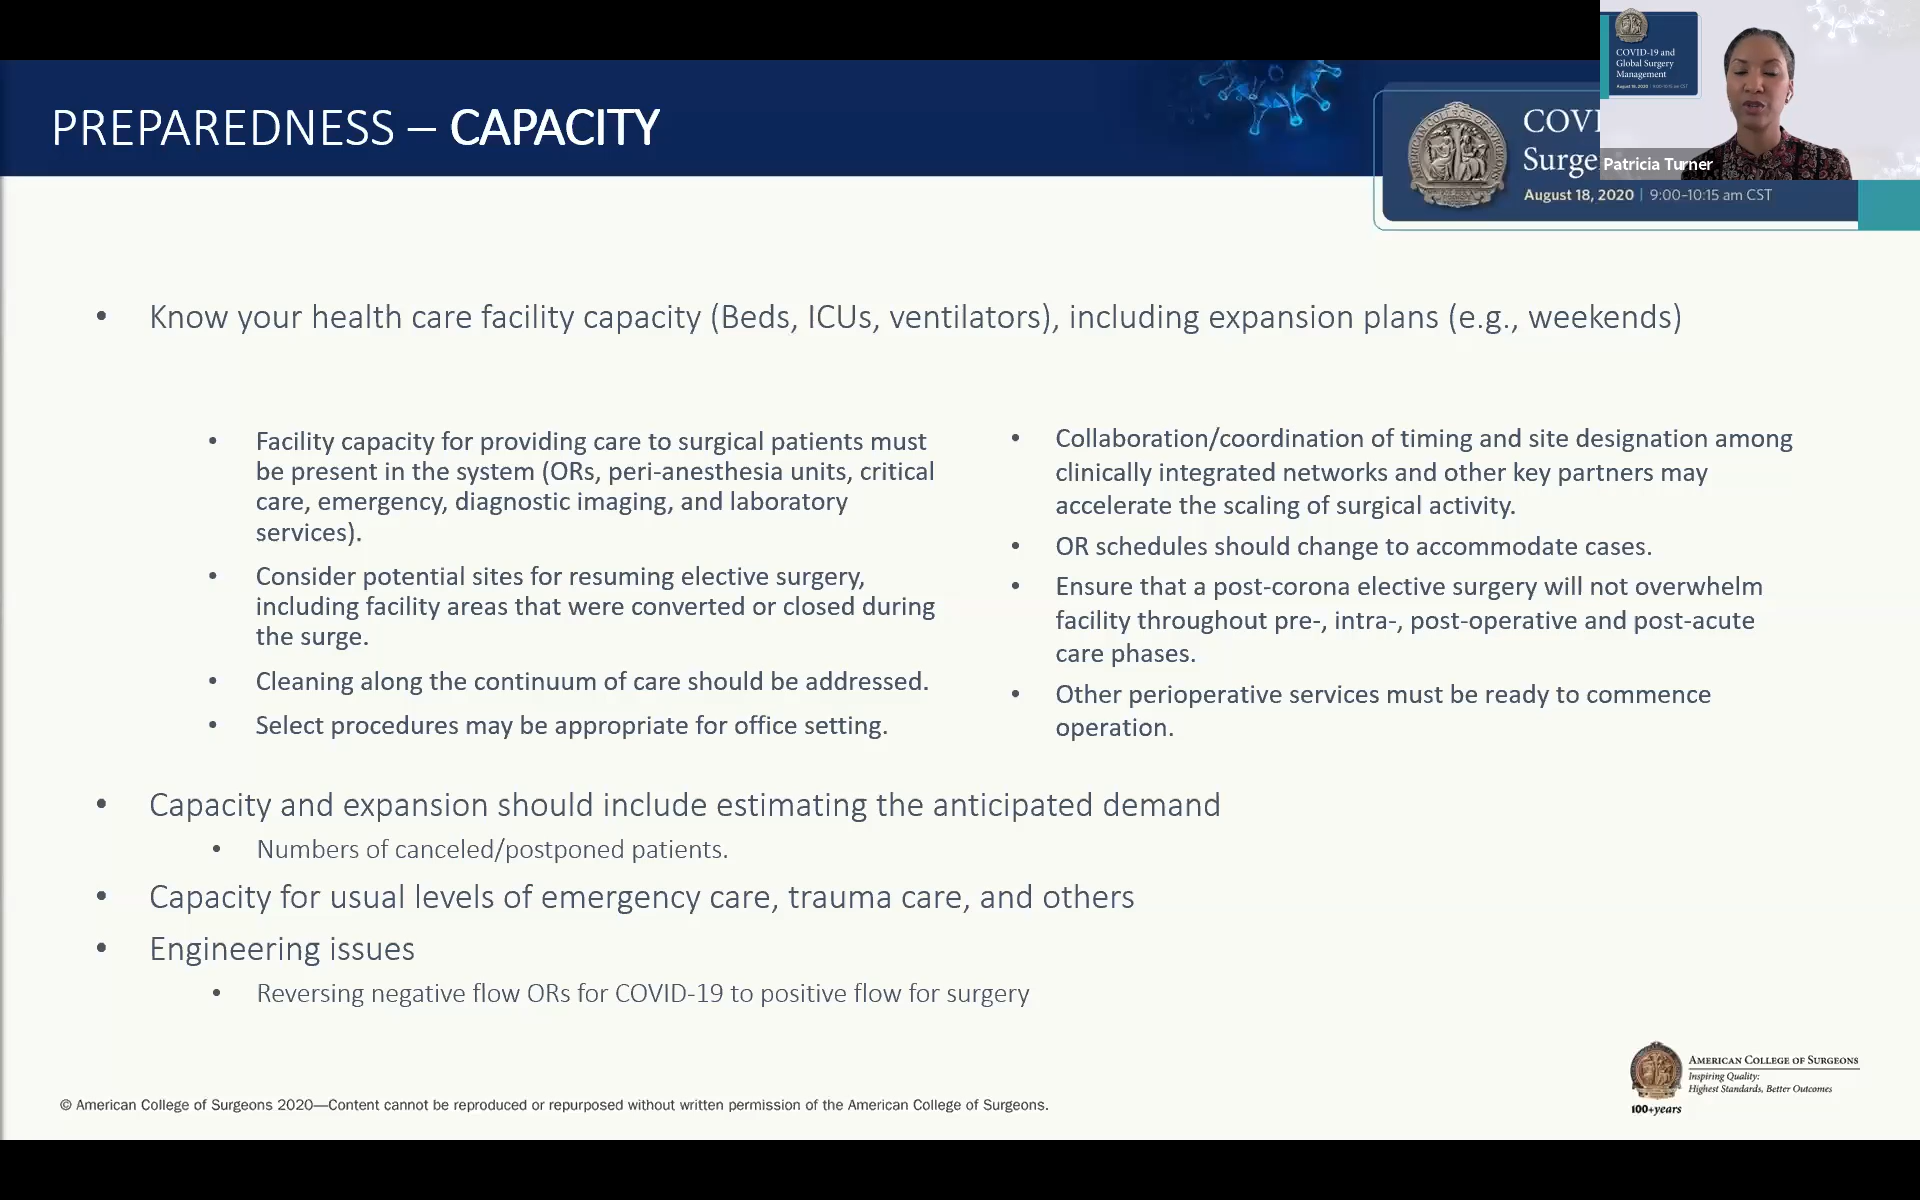 COVID-19 and
Global Surgery
Management
August 18, 2020 | 9:00-10:15 am CST
Patricia Turner
PREPAREDNESS – CAPACITY
AMERICAN COLLEGE OF SURGEONS
COVI
Surge
August 18, 2020 | 9:00–10:15 am CST
• Know your health care facility capacity (Beds, ICUs, ventilators), including expansion plans (e.g., weekends)
• Facility capacity for providing care to surgical patients must
be present in the system (ORs, peri-anesthesia units, critical
care, emergency, diagnostic imaging, and laboratory
services).
• Consider potential sites for resuming elective surgery,
including facility areas that were converted or closed during
the surge.
• Cleaning along the continuum of care should be addressed.
• Select procedures may be appropriate for office setting.
• Collaboration/coordination of timing and site designation among
clinically integrated networks and other key partners may
accelerate the scaling of surgical activity.
• OR schedules should change to accommodate cases.
• Ensure that a post-corona elective surgery will not overwhelm
facility throughout pre-, intra-, post-operative and post-acute
care phases.
• Other perioperative services must be ready to commence
operation.
• Capacity and expansion should include estimating the anticipated demand
• Numbers of canceled/postponed patients.
• Capacity for usual levels of emergency care, trauma care, and others
• Engineering issues
• Reversing negative flow ORs for COVID-19 to positive flow for surgery
© American College of Surgeons 2020—Content cannot be reproduced or repurposed without written permission of the American College of Surgeons.
AMERICAN COLLEGE OF SURGEONS
Inspiring Quality:
Highest Standards, Better Outcomes
100+years